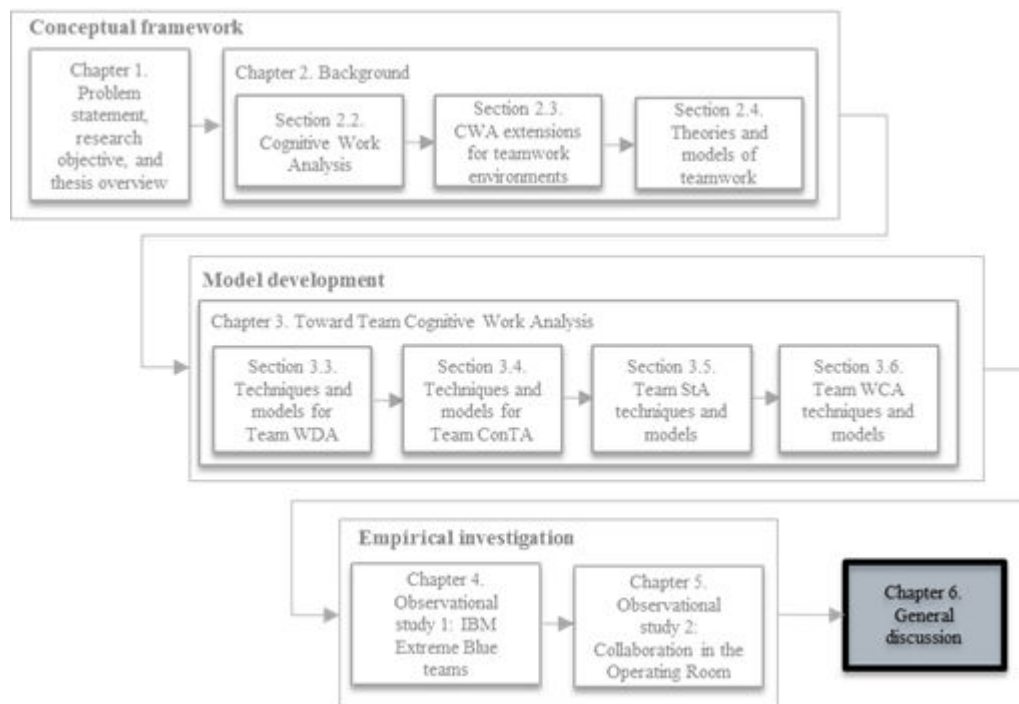 Conceptual framework
Chapter 1.
Problem
statement,
research
objective, and
thesis overview
Chapter 2. Background
Section 2.2.
Cognitive Work
Analysis
Section 2.3.
CWA extensions
for teamwork
environments
Section 2.4.
Theories and
models of
teamwork
Model development
Chapter 3. Toward Team Cognitive Work Analysis
Section 3.3.
Techniques and
models for
Team WDA
Section 3.4.
Techniques and
models for
Team ConTA
Section 3.5.
Team StA
techniques and
models
Section 3.6.
Team WCA
techniques and
models
Empirical investigation
Chapter 4.
Observational
study 1: IBM
Extreme Blue
teams
Chapter 5.
Observational
study 2:
Collaboration in the
Operating Room
Chapter 6.
General
discussion